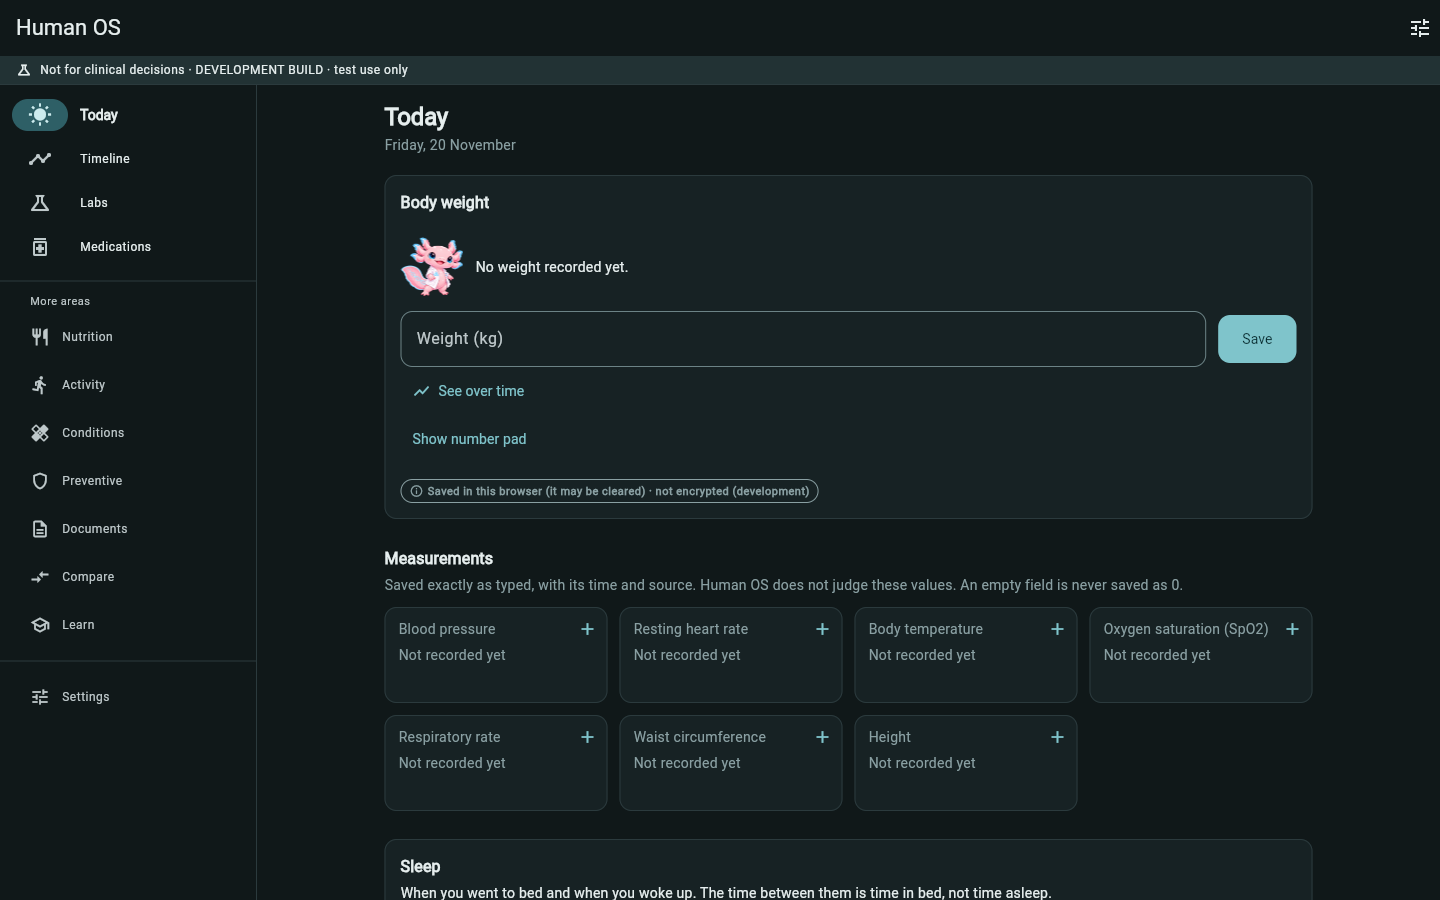 Human OS
Not for clinical decisions · DEVELOPMENT BUILD · test use only
Today
Timeline
Labs
Medications
More areas
Nutrition
Activity
Conditions
Preventive
Documents
Compare
Learn
Settings
Today
Friday, 20 November
Body weight
No weight recorded yet.
Weight (kg)
Save
See over time
Show number pad
Saved in this browser (it may be cleared) · not encrypted (development)
Measurements
Saved exactly as typed, with its time and source. Human OS does not judge these values. An empty field is never saved as 0.
Blood pressure
Not recorded yet
Resting heart rate
Not recorded yet
Body temperature
Not recorded yet
Oxygen saturation (SpO2)
Not recorded yet
Respiratory rate
Not recorded yet
Waist circumference
Not recorded yet
Height
Not recorded yet
Sleep
When you went to bed and when you woke up. The time between them is time in bed, not time asleep.